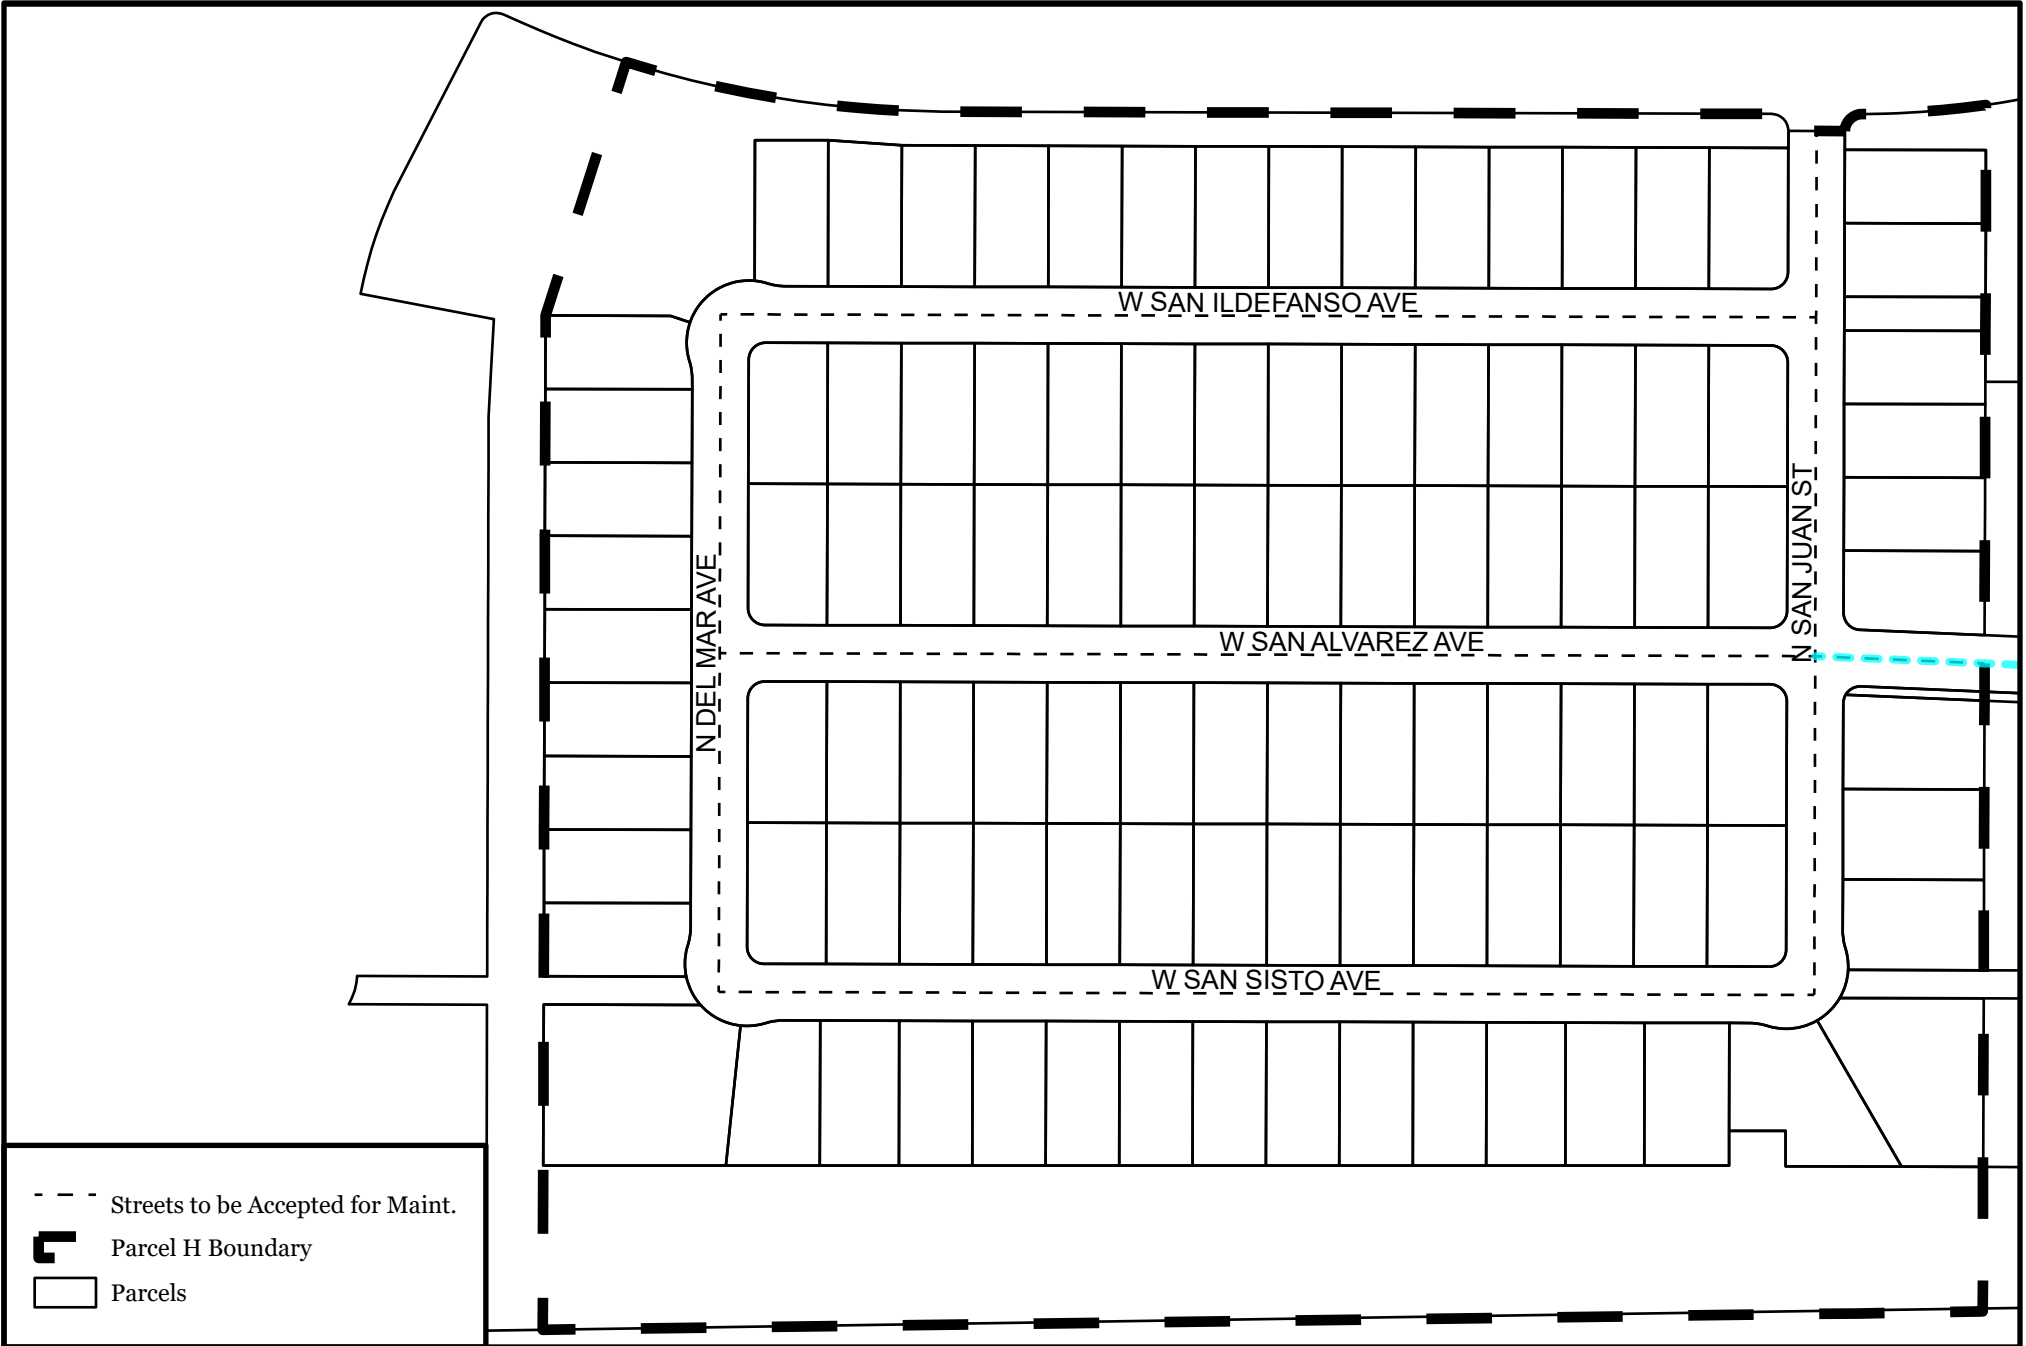 W SAN ILDEFANSO AVE
N SAN JUAN ST
N DEL MAR AVE
W SAN ALVAREZ AVE
W SAN SISTO AVE
Streets to be Accepted for Maint.
Parcel H Boundary
Parcels